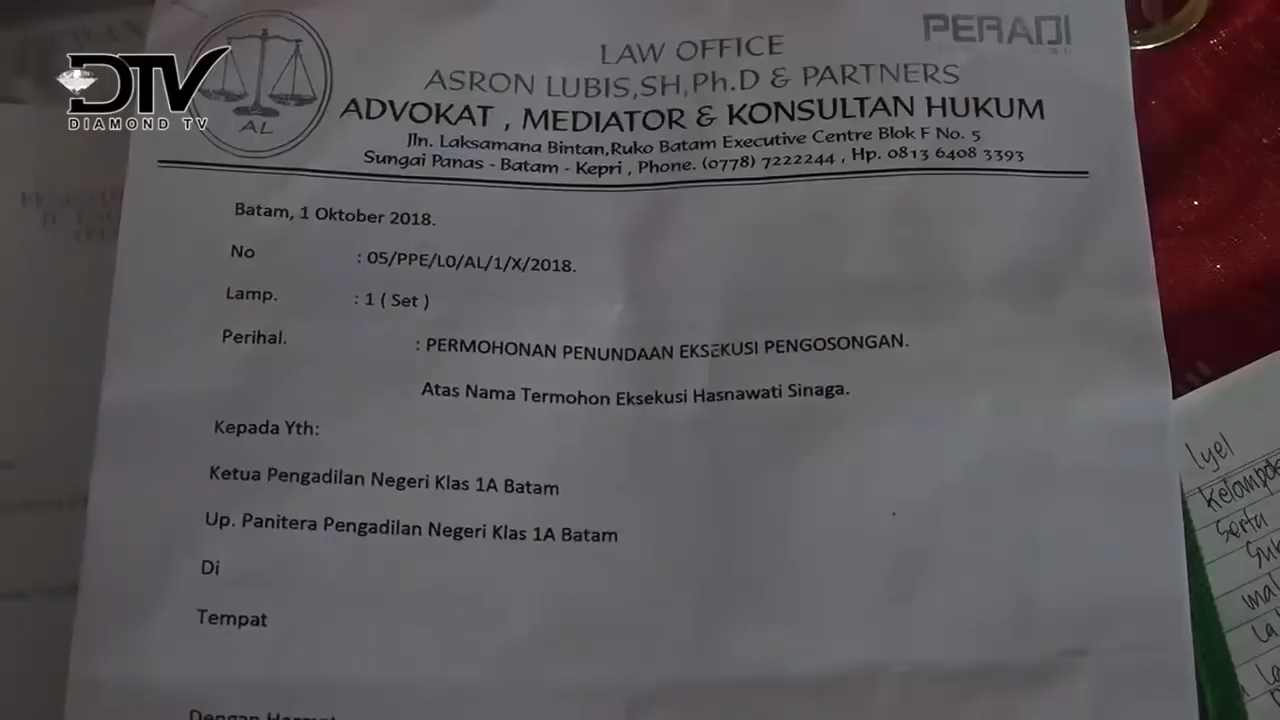 DTV
DIAMOND TV
AL
PERADI
LAW OFFICE
ASRON LUBIS,SH,Ph.D & PARTNERS
ADVOKAT , MEDIATOR & KONSULTAN HUKUM
Jln. Laksamana Bintan,Ruko Batam Executive Centre Blok F No. 5
Sungai Panas - Batam - Kepri , Phone. (0778) 7222244 , Hp. 0813 6408 3393
Batam, 1 Oktober 2018.
No : 05/PPE/L0/AL/1/X/2018.
Lamp. : 1 ( Set )
Perihal. : PERMOHONAN PENUNDAAN EKSEKUSI PENGOSONGAN.
Atas Nama Termohon Eksekusi Hasnawati Sinaga.
Kepada Yth:
Ketua Pengadilan Negeri Klas 1A Batam
Up. Panitera Pengadilan Negeri Klas 1A Batam
Di
Tempat
Dengan
Iyel
Serta